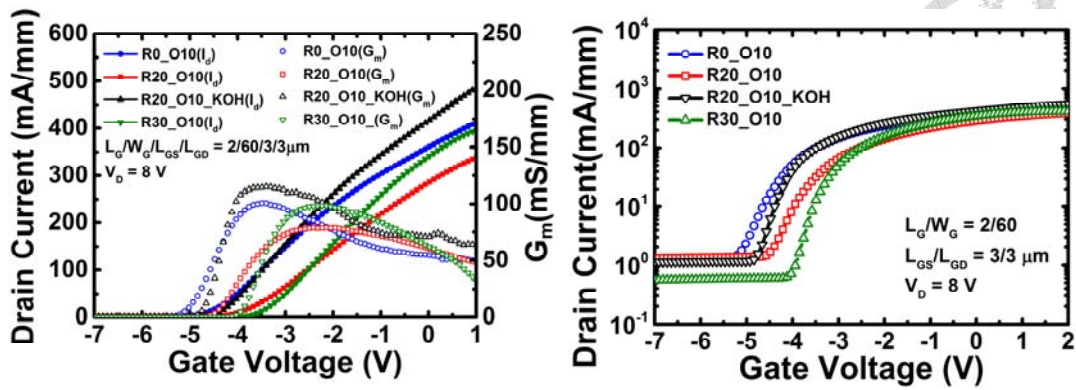 Drain Current (mA/mm)
600
500
400
300
200
100
0
R0_O10(Id)
R20_O10(Id)
R20_O10_KOH(Id)
R30_O10(Id)
R0_O10(Gm)
R20_O10(Gm)
R20_O10_KOH(Gm)
R30_O10_(Gm)
LG/WG/LGS/LGD = 2/60/3/3μm
VD = 8 V
250
200
150
100
50
0
Gm(mS/mm)
-7 -6 -5 -4 -3 -2 -1 0 1
Gate Voltage (V)
Drain Current(mA/mm)
10^4
10^3
10^2
10^1
10^0
10^-1
R0_O10
R20_O10
R20_O10_KOH
R30_O10
LG/WG = 2/60
LGS/LGD = 3/3 μm
VD = 8 V
-7 -6 -5 -4 -3 -2 -1 0 1 2
Gate Voltage (V)